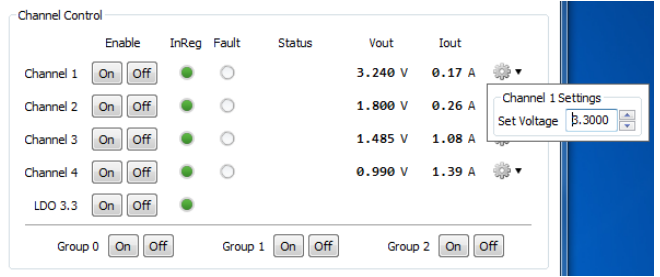 Channel Control
Enable InReg Fault Status Vout Iout
Channel 1 On Off 3.240 V 0.17 A
Channel 2 On Off 1.800 V 0.26 A
Channel 1 Settings
Set Voltage 3.3000
Channel 3 On Off 1.485 V 1.08 A
Channel 4 On Off 0.990 V 1.39 A
LDO 3.3 On Off
Group 0 On Off Group 1 On Off Group 2 On Off